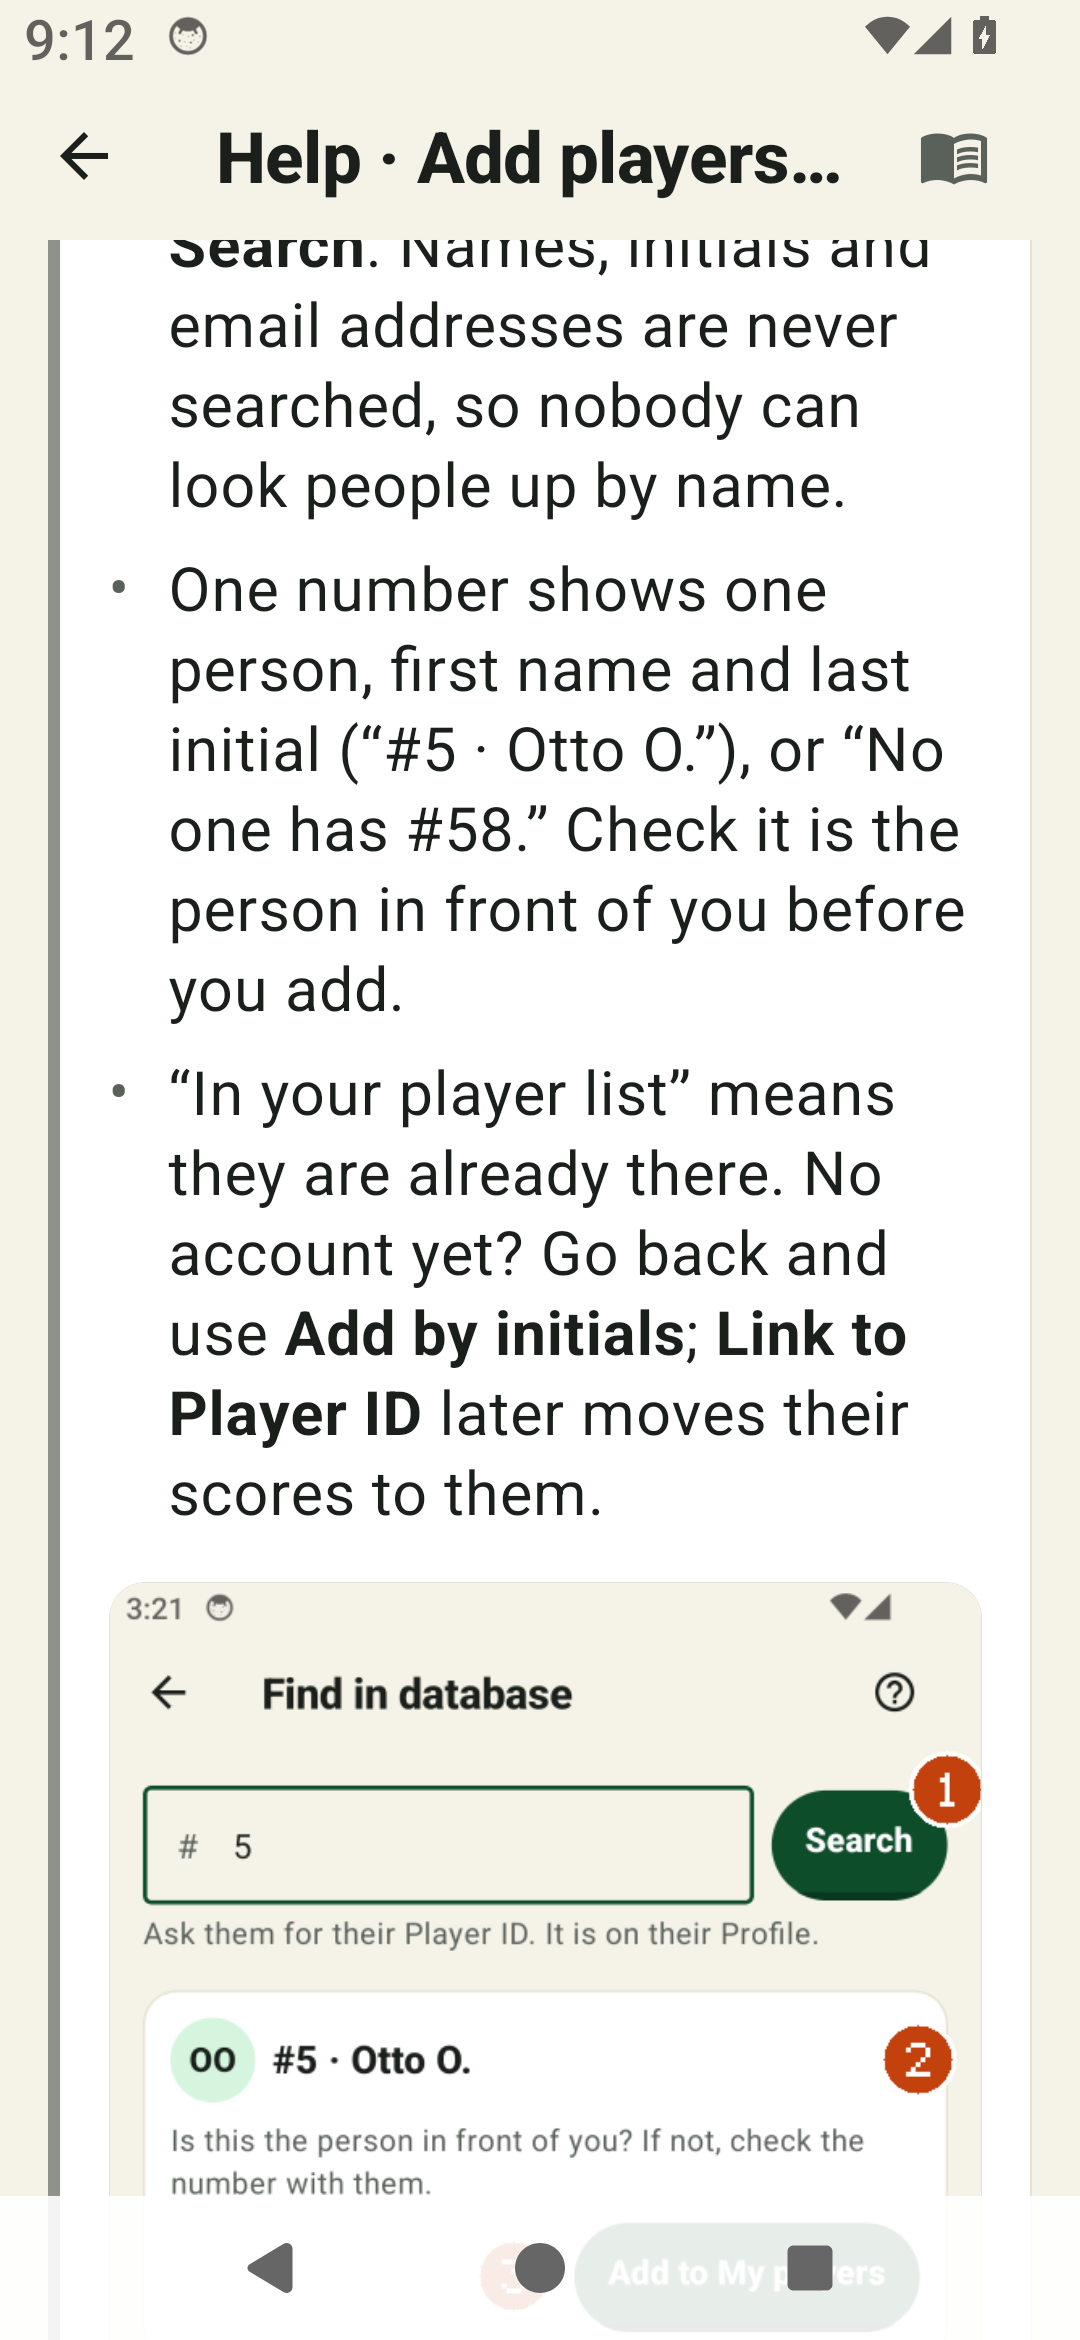 9:12
Help · Add players...
Search. Names, initials and
email addresses are never
searched, so nobody can
look people up by name.
• One number shows one
person, first name and last
initial (“#5 · Otto O.”), or “No
one has #58.” Check it is the
person in front of you before
you add.
• “In your player list” means
they are already there. No
account yet? Go back and
use Add by initials; Link to
Player ID later moves their
scores to them.
3:21
Find in database
1
# 5
Search
Ask them for their Player ID. It is on their Profile.
OO #5 · Otto O.
2
Is this the person in front of you? If not, check the
number with them.
Add to My